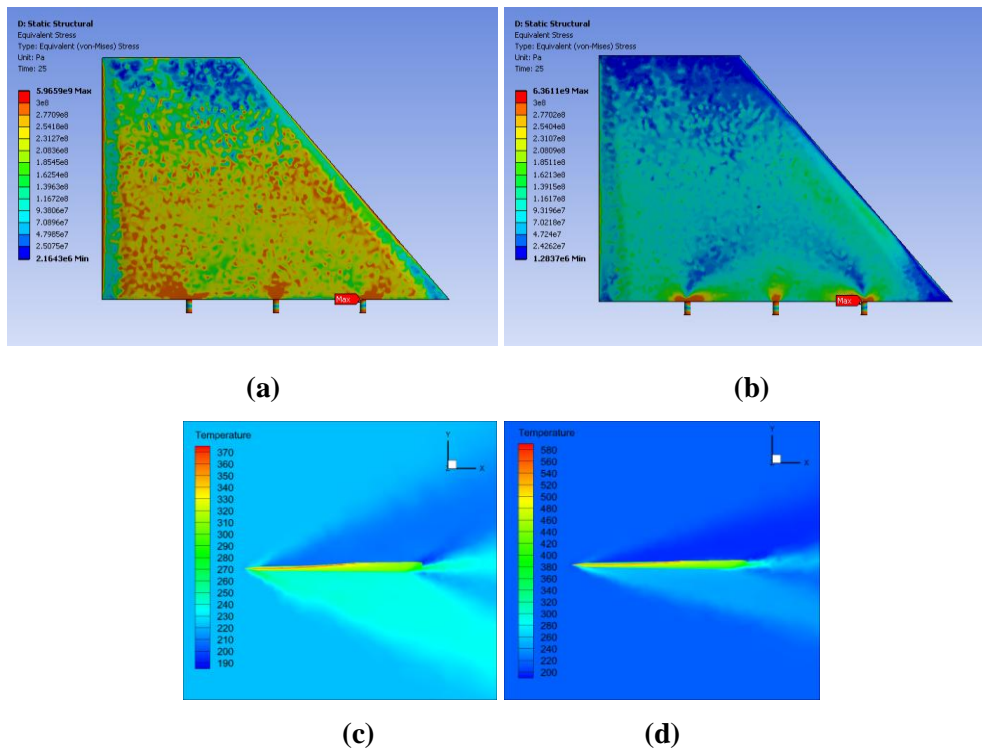 D: Static Structural
Equivalent Stress
Type: Equivalent (von-Mises) Stress
Unit: Pa
Time: 25
5.9659e9 Max
3e8
2.7709e8
2.5418e8
2.3127e8
2.0836e8
1.8545e8
1.6254e8
1.3963e8
1.1672e8
9.3806e7
7.0896e7
4.7985e7
2.5075e7
2.1643e6 Min
Max
(a)
D: Static Structural
Equivalent Stress
Type: Equivalent (von-Mises) Stress
Unit: Pa
Time: 25
6.3611e9 Max
3e8
2.7702e8
2.5404e8
2.3107e8
2.0809e8
1.8511e8
1.6213e8
1.3915e8
1.1617e8
9.3196e7
7.0218e7
4.724e7
2.4262e7
1.2837e6 Min
Max
(b)
Temperature
370
360
350
340
330
320
310
300
290
280
270
260
250
240
230
220
210
200
190
Y
X
(c)
Temperature
580
560
540
520
500
480
460
440
420
400
380
360
340
320
300
280
260
240
220
200
Y
X
(d)